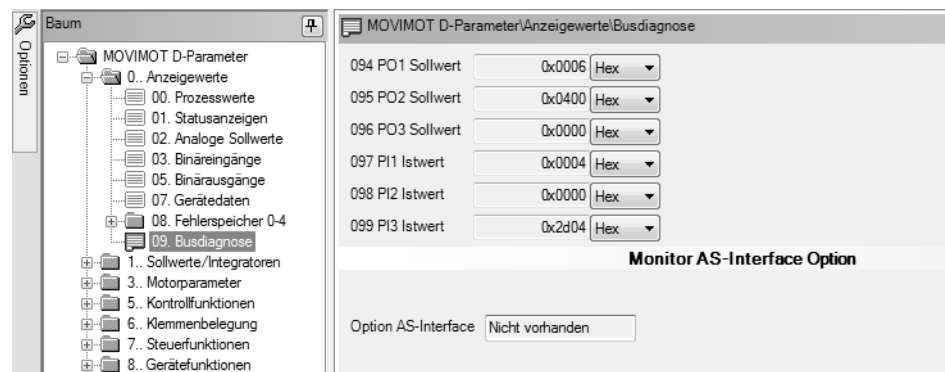 Optionen
Baum
MOVIMOT D-Parameter
0.. Anzeigewerte
00. Prozesswerte
01. Statusanzeigen
02. Analoge Sollwerte
03. Binäreingänge
05. Binärausgänge
07. Gerätedaten
08. Fehlerspeicher 0-4
09. Busdiagnose
1.. Sollwerte/Integratoren
3.. Motorparameter
5.. Kontrollfunktionen
6.. Klemmenbelegung
7.. Steuerfunktionen
8.. Gerätefunktionen
MOVIMOT D-Parameter\Anzeigewerte\Busdiagnose
094 PO1 Sollwert 0x0006 Hex
095 PO2 Sollwert 0x0400 Hex
096 PO3 Sollwert 0x0000 Hex
097 PI1 Istwert 0x0004 Hex
098 PI2 Istwert 0x0000 Hex
099 PI3 Istwert 0x2d04 Hex
Monitor AS-Interface Option
Option AS-Interface Nicht vorhanden